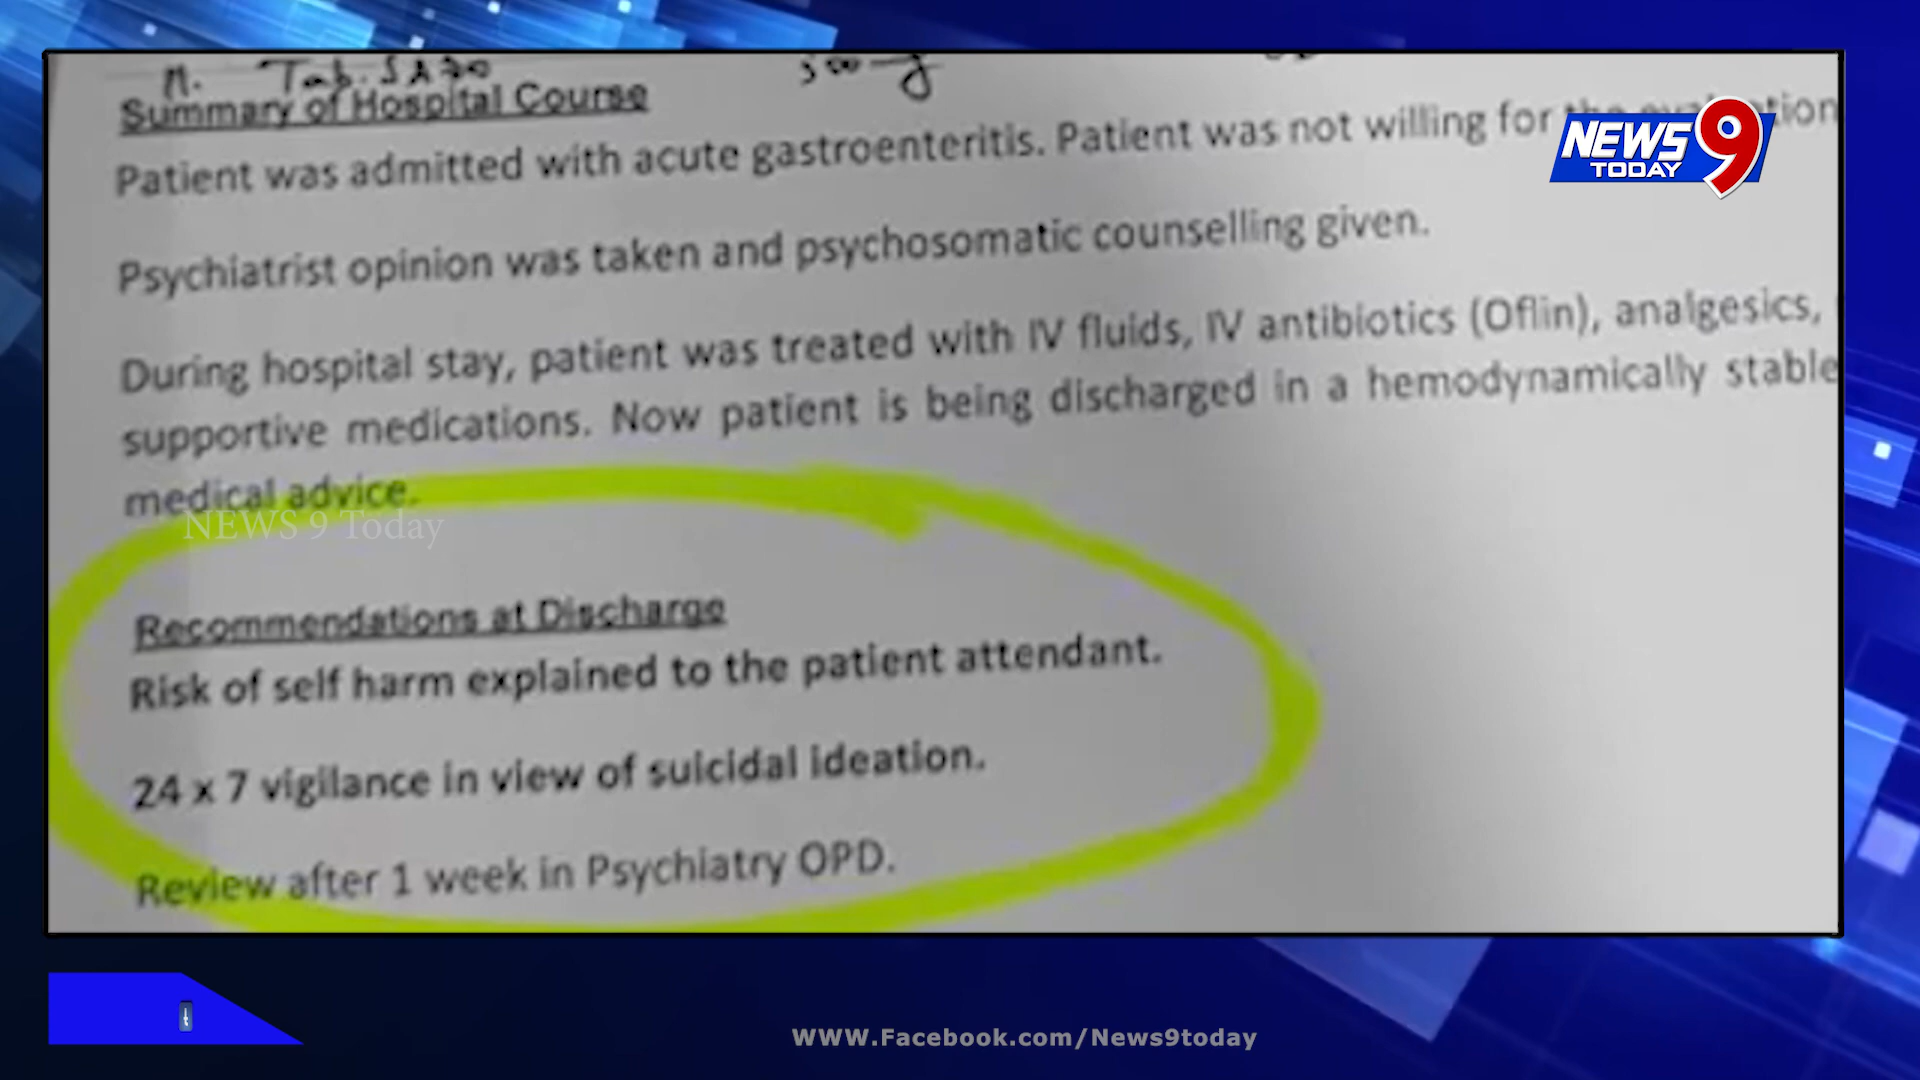 Tab.
Summary of Hospital Course
Patient was admitted with acute gastroenteritis. Patient was not willing for the evaluation
Psychiatrist opinion was taken and psychosomatic counselling given.
During hospital stay, patient was treated with IV fluids, IV antibiotics (Oflin), analgesics,
supportive medications. Now patient is being discharged in a hemodynamically stable
medical advice.
Recommendations at Discharge
Risk of self harm explained to the patient attendant.
24 x 7 vigilance in view of suicidal ideation.
Review after 1 week in Psychiatry OPD.
NEWS 9
TODAY
NEWS 9 Today
t
WWW.Facebook.com/News9today